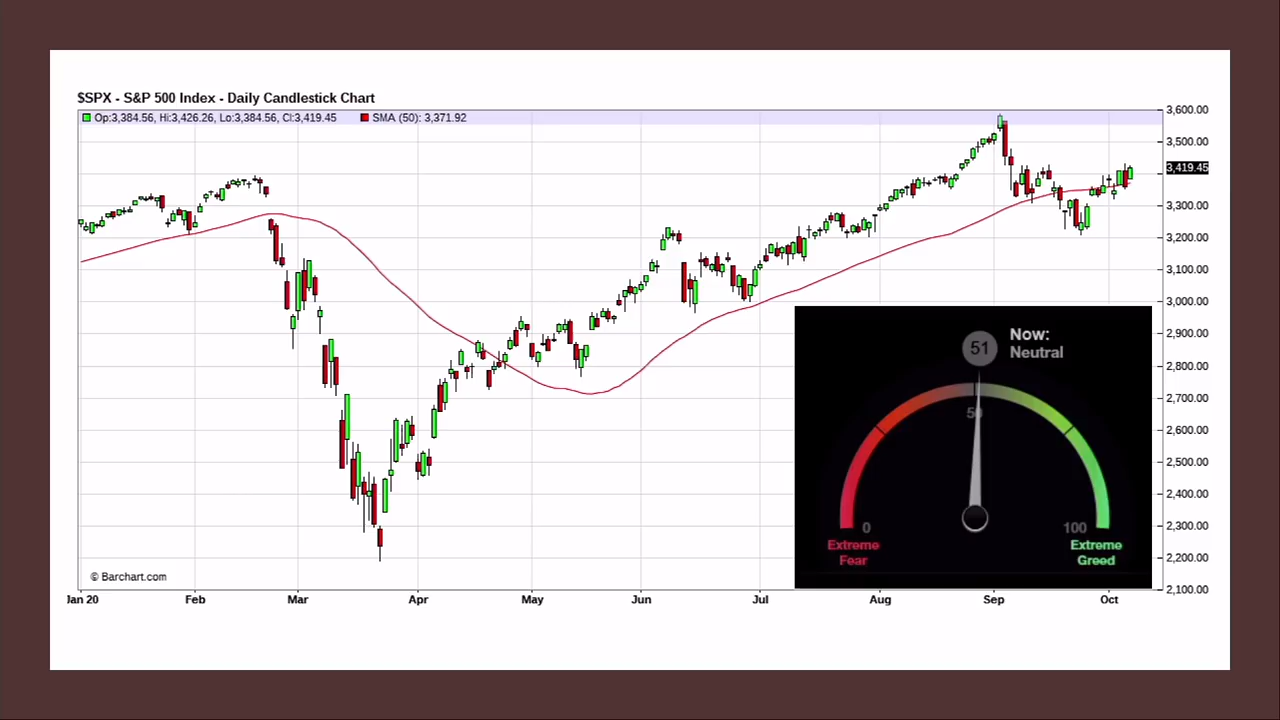 $SPX - S&P 500 Index - Daily Candlestick Chart
Op:3,384.56, Hi:3,426.26, Lo:3,384.56, Cl:3,419.45 SMA (50): 3,371.92
3,600.00
3,500.00
3,419.45
3,300.00
3,200.00
3,100.00
3,000.00
2,900.00
2,800.00
2,700.00
2,600.00
2,500.00
2,400.00
2,300.00
2,200.00
2,100.00
51
Now:
Neutral
50
0
100
Extreme
Fear
Extreme
Greed
© Barchart.com
Jan 20 Feb Mar Apr May Jun Jul Aug Sep Oct